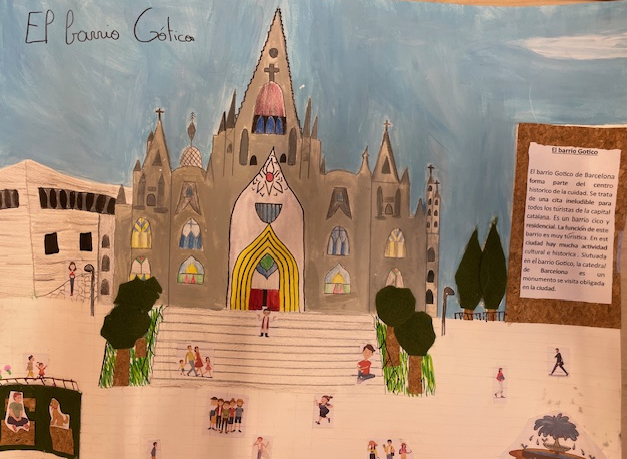 El barrio Gótico
El barrio Gotico
El barrio Gotico de Barcelona
forma parte del centro
historico de la cuidad. Se trata
de una cita ineludible para
todos los turistas de la capital
catalana. Es un barrio cico y
residencial. La función de este
barrio es muy turistica. En est
ciudad hay mucha actividad
cultural e historica. Siutuada
en el barrio Gotico, la catedral
de Barcelona es un
monumento se visita obligada
en la ciudad.